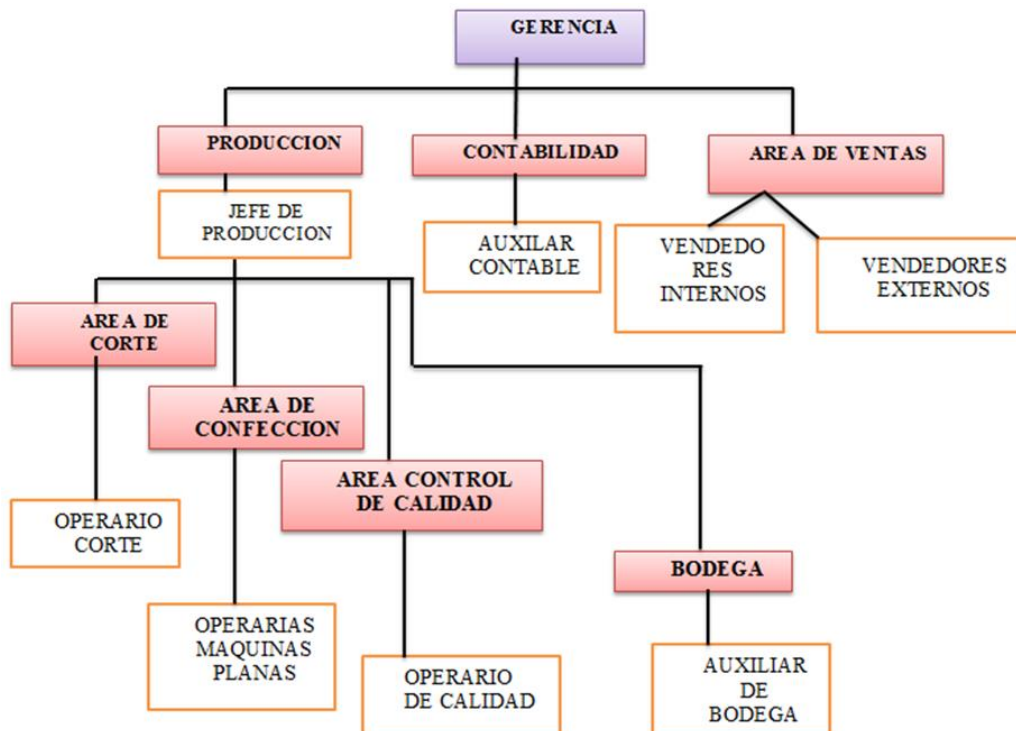 GERENCIA
PRODUCCION
CONTABILIDAD
AREA DE VENTAS
JEFE DE
PRODUCCION
AUXILAR
CONTABLE
VENDEDO
RES
INTERNOS
VENDEDORES
EXTERNOS
AREA DE
CORTE
AREA DE
CONFECCION
AREA CONTROL
DE CALIDAD
OPERARIO
CORTE
BODEGA
OPERARIAS
MAQUINAS
PLANAS
OPERARIO
DE CALIDAD
AUXILIAR
DE
BODEGA